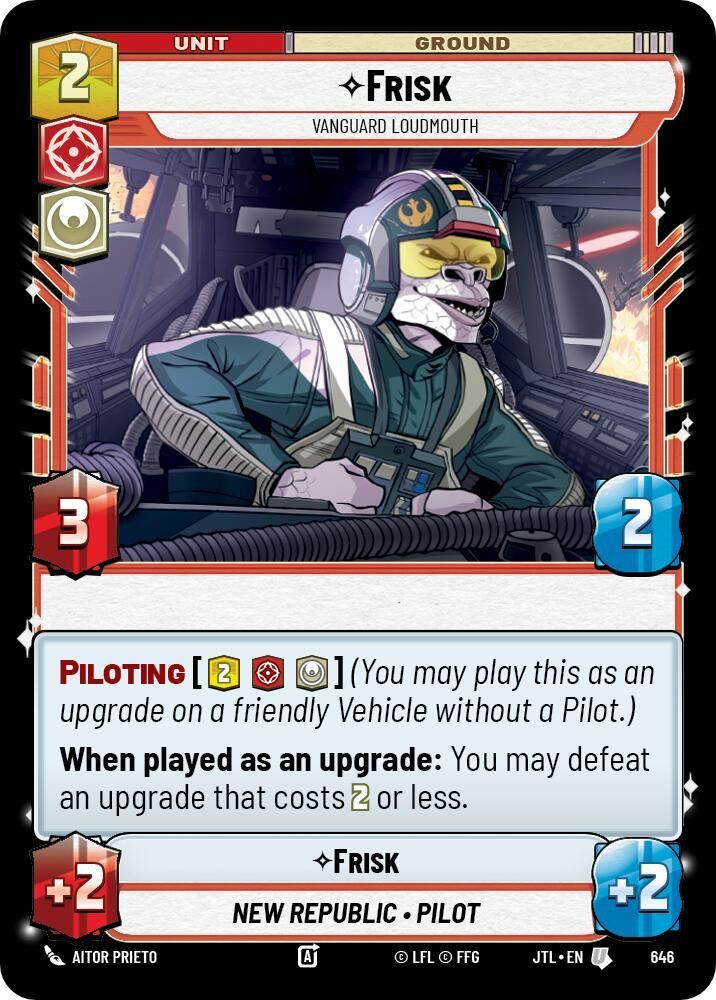 UNIT
GROUND
2
✧FRISK
VANGUARD LOUDMOUTH
3
2
PILOTING [2] (You may play this as an
upgrade on a friendly Vehicle without a Pilot.)
When played as an upgrade: You may defeat
an upgrade that costs 2 or less.
+2
✧FRISK
+2
NEW REPUBLIC • PILOT
AITOR PRIETO
A
© LFL © FFG
JTL • EN
U
646